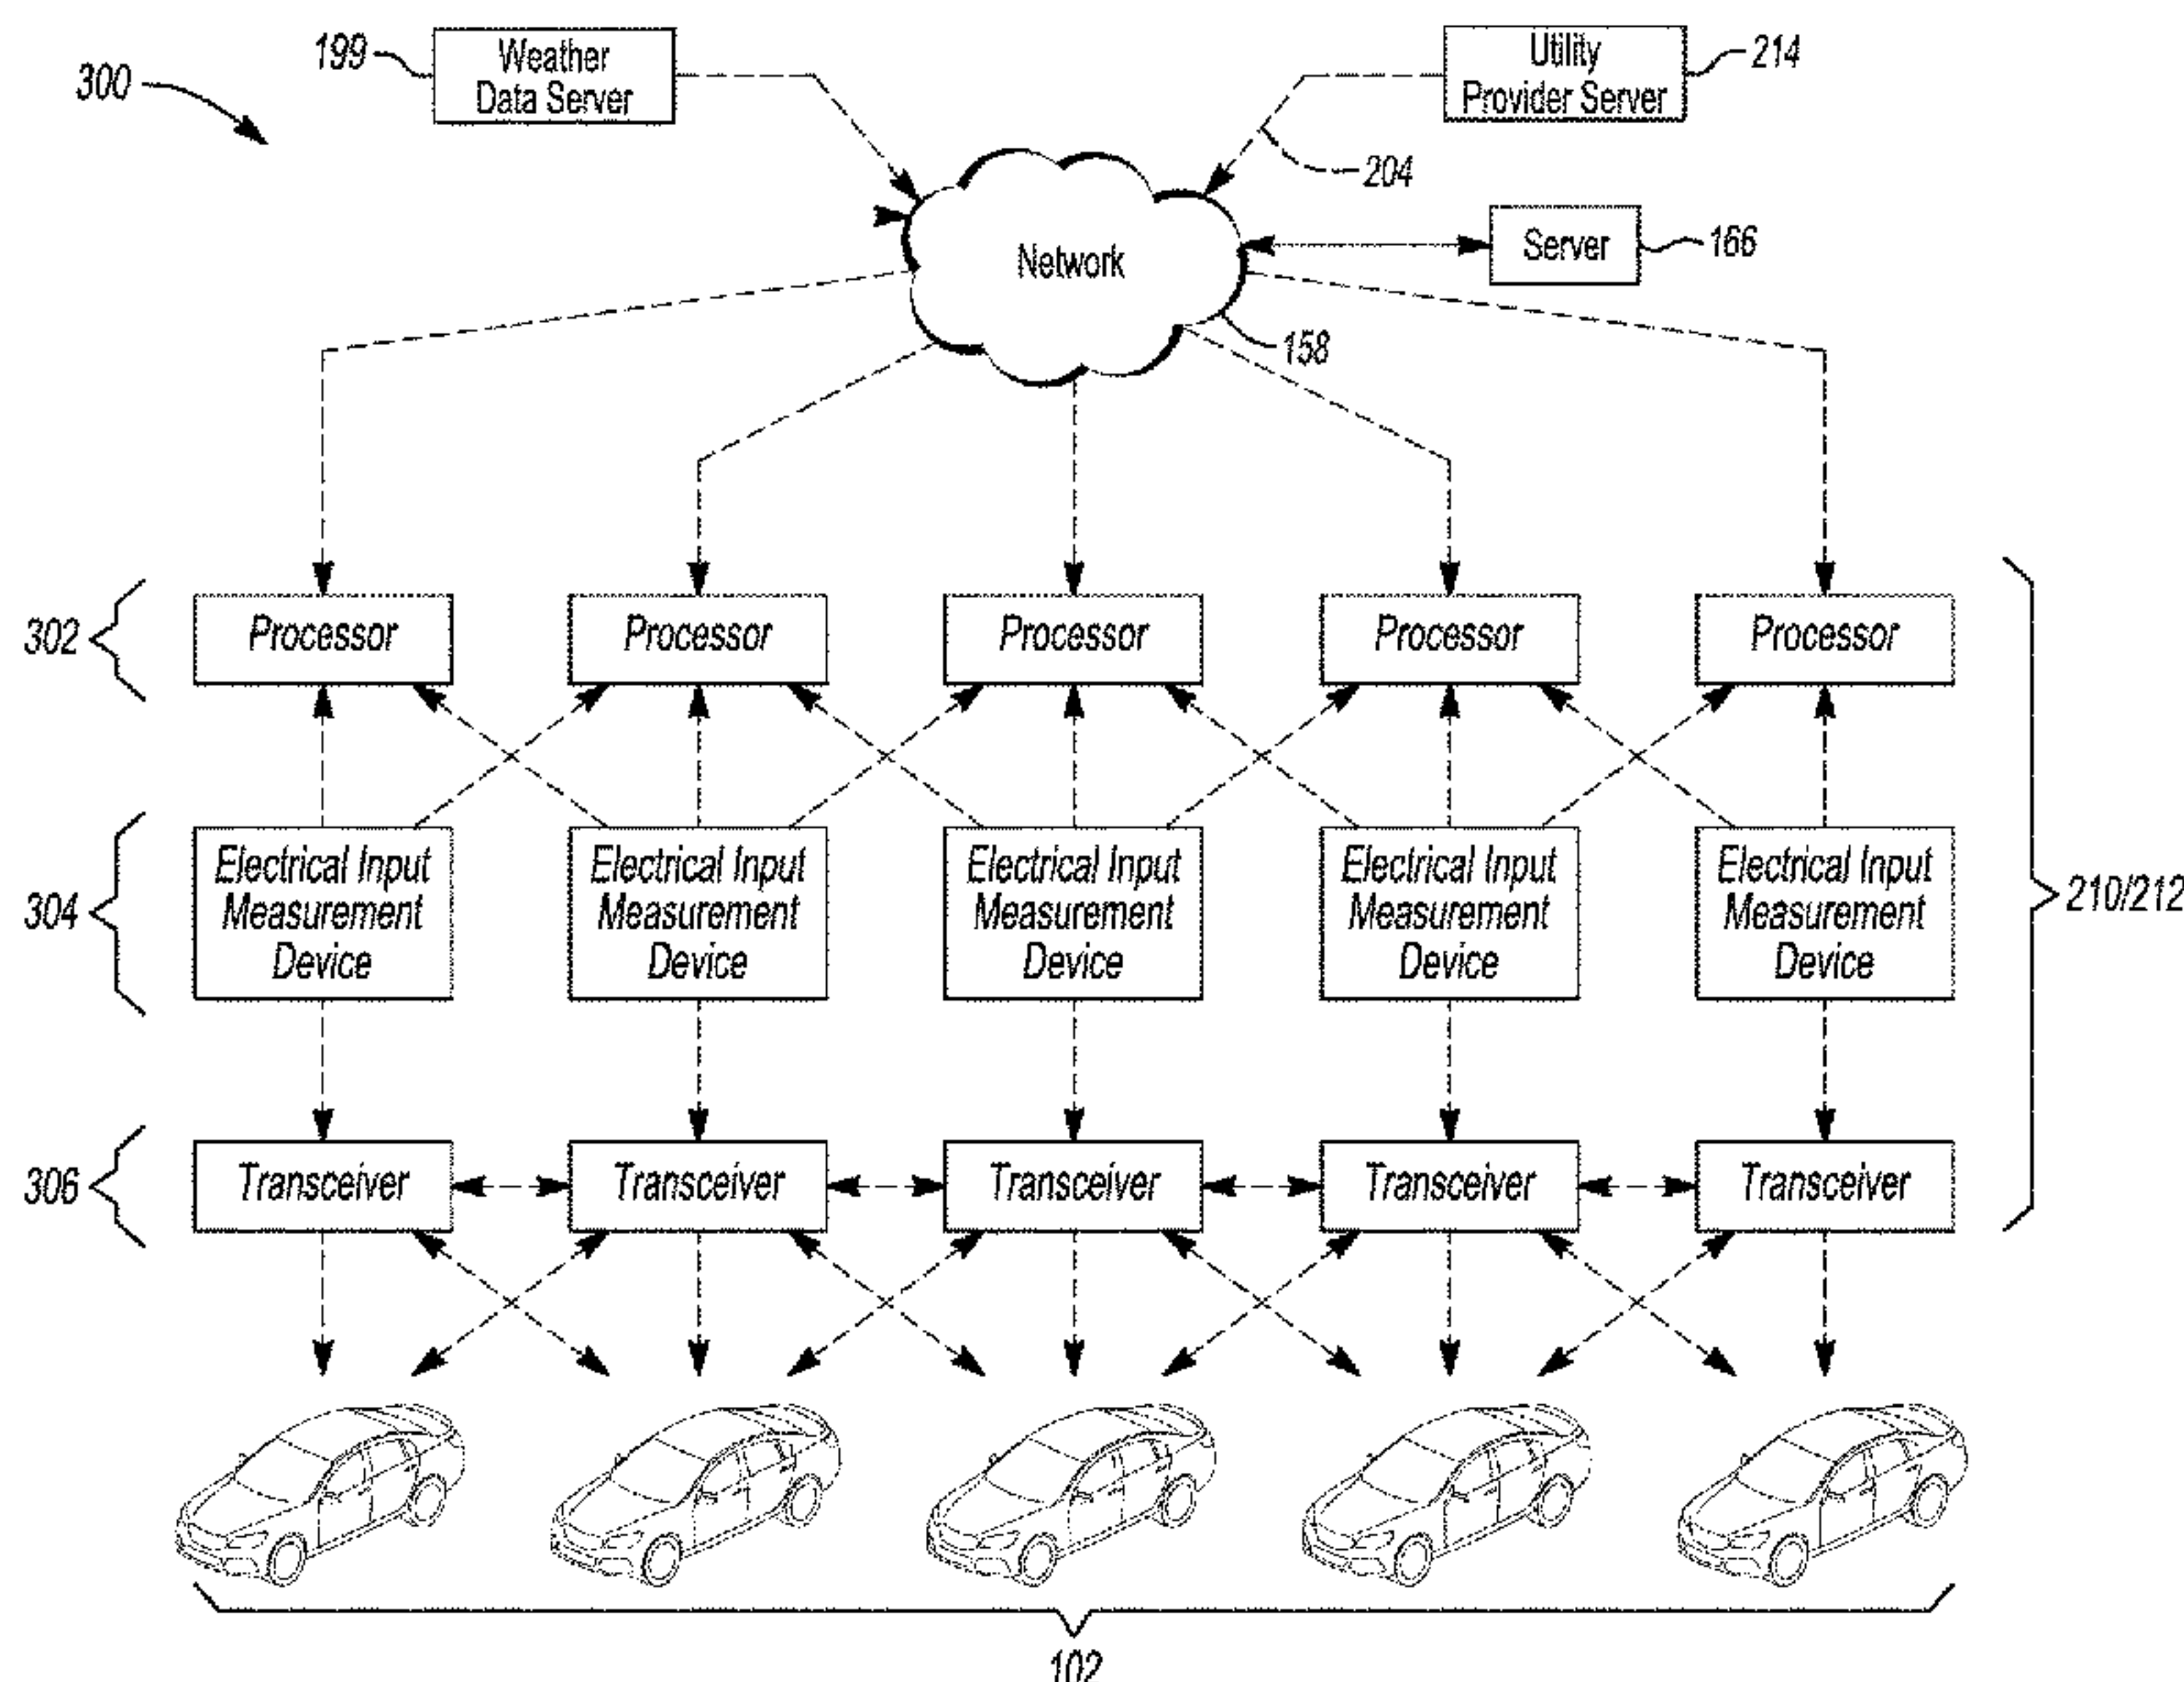 300
199
Weather
Data Server
Utility
Provider Server
214
204
Network
Server
166
158
302
Processor
Processor
Processor
Processor
Processor
304
Electrical Input
Measurement
Device
Electrical Input
Measurement
Device
Electrical Input
Measurement
Device
Electrical Input
Measurement
Device
Electrical Input
Measurement
Device
210/212
306
Transceiver
Transceiver
Transceiver
Transceiver
Transceiver
102